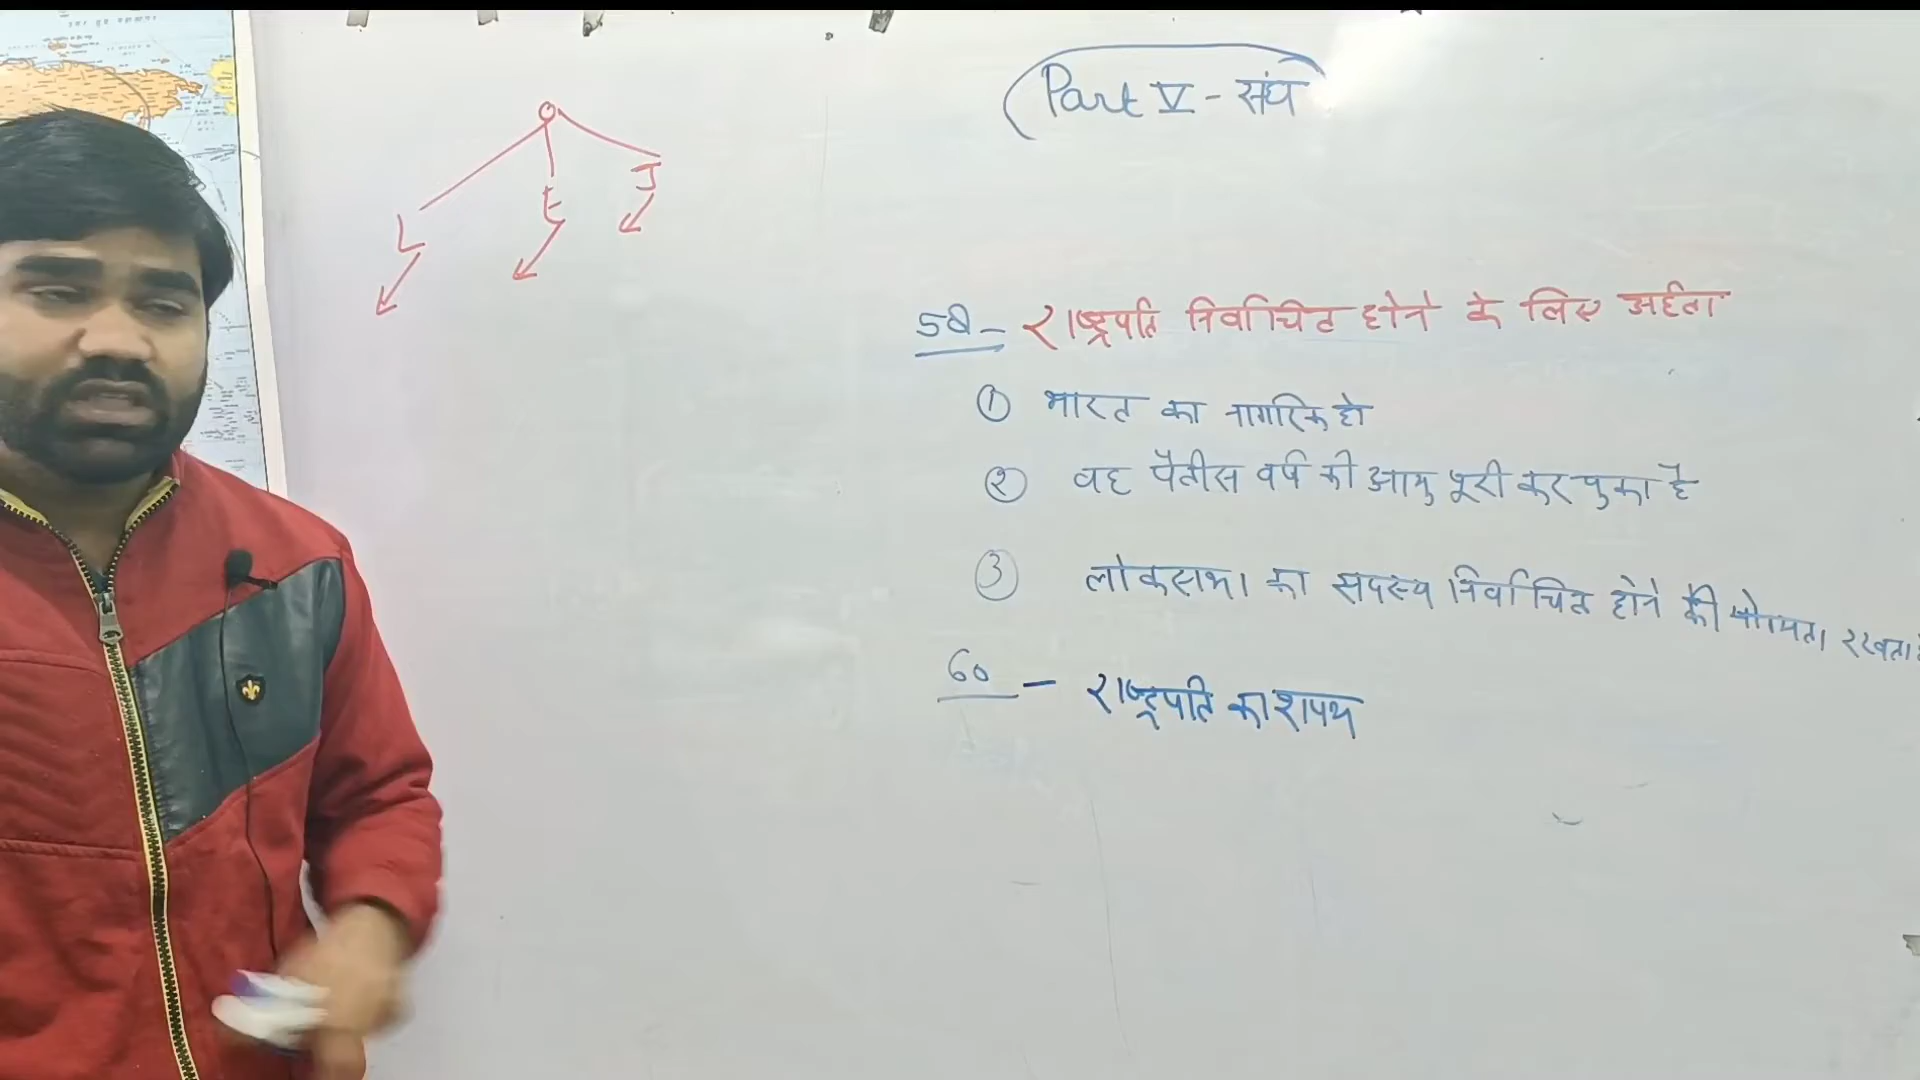 Part V - संघ
L
E
J
58 - राष्ट्रपति निर्वाचित होने के लिए अर्हता
① भारत का नागरिक हो
② वह पैतीस वर्ष की आयु पूरी कर चुका है
③ लोकसभा का सदस्य निर्वाचित होने की योग्यता रखता है
60 - राष्ट्रपति का शपथ